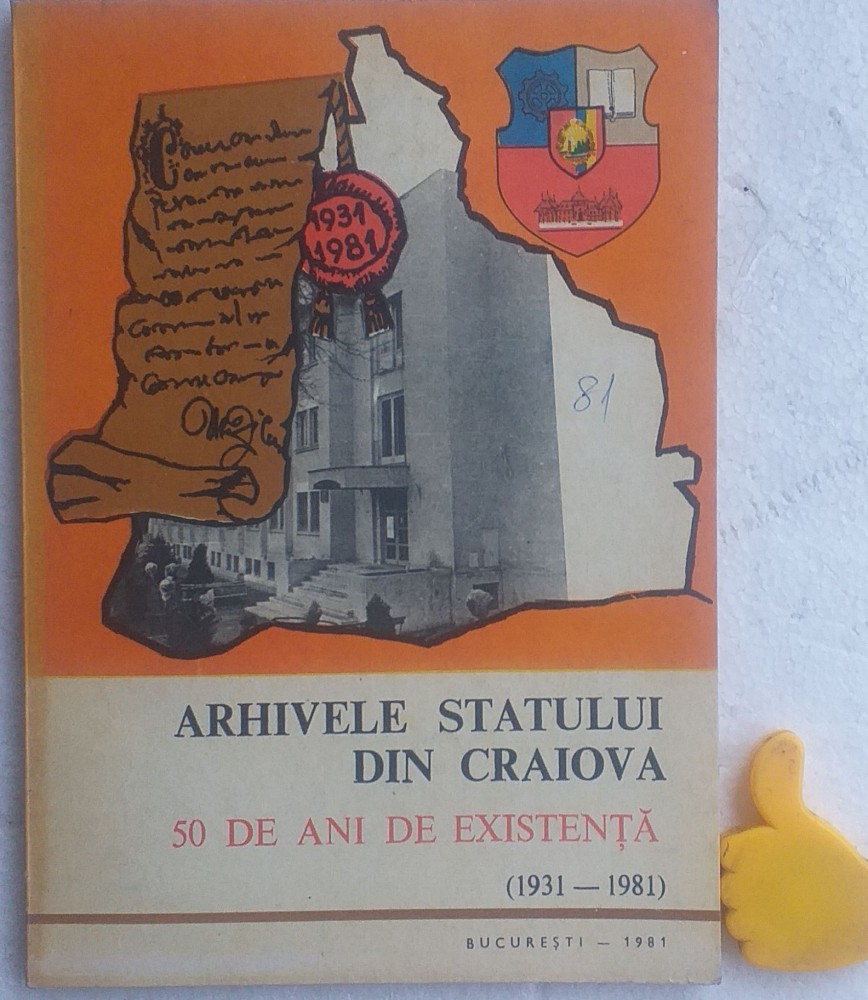 1931
1981
81
ARHIVELE STATULUI
DIN CRAIOVA
50 DE ANI DE EXISTENȚĂ
(1931 — 1981)
BUCUREȘTI — 1981